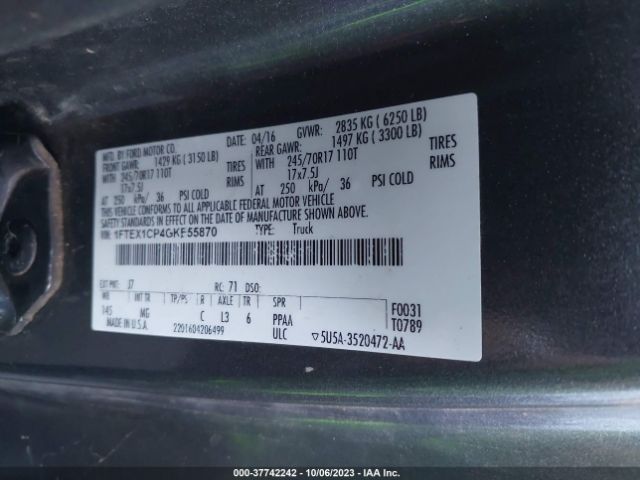 MFD. BY FORD MOTOR CO.
DATE: 04/16 GVWR: 2835 KG ( 6250 LB)
FRONT GAWR: 1429 KG ( 3150 LB) REAR GAWR: 1497 KG ( 3300 LB)
WITH 245/70R17 110T TIRES WITH 245/70R17 110T TIRES
17x7.5J RIMS 17x7.5J RIMS
AT 250 kPa/ 36 PSI COLD AT 250 kPa/ 36 PSI COLD
THIS VEHICLE CONFORMS TO ALL APPLICABLE FEDERAL MOTOR VEHICLE
SAFETY STANDARDS IN EFFECT ON THE DATE OF MANUFACTURE SHOWN ABOVE.
VIN: 1FTEX1CP4GKE55870 TYPE: Truck
EXT PNT: J7 RC: 71 DSO:
WB INT TR TP/PS R AXLE TR SPR
145 MG C L3 6 PPAA F0031
MADE IN U.S.A. 2201604206499 ULC T0789
▽5U5A-3520472-AA
000-37742242 - 10/06/2023 - IAA Inc.